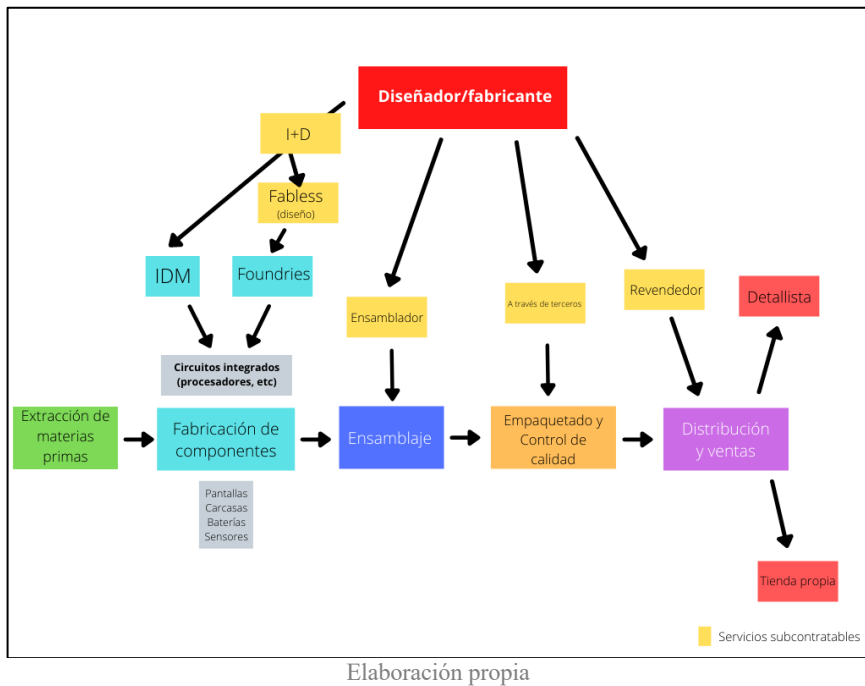 Diseñador/fabricante
I+D
Fabless
(diseño)
IDM
Foundries
Ensamblador
A través de terceros
Revendedor
Detallista
Circuitos integrados
(procesadores, etc)
Extracción de
materias
primas
Fabricación de
componentes
Ensamblaje
Empaquetado y
Control de
calidad
Distribución
y ventas
Pantallas
Carcasas
Baterías
Sensores
Tienda propia
Servicios subcontratables
Elaboración propia